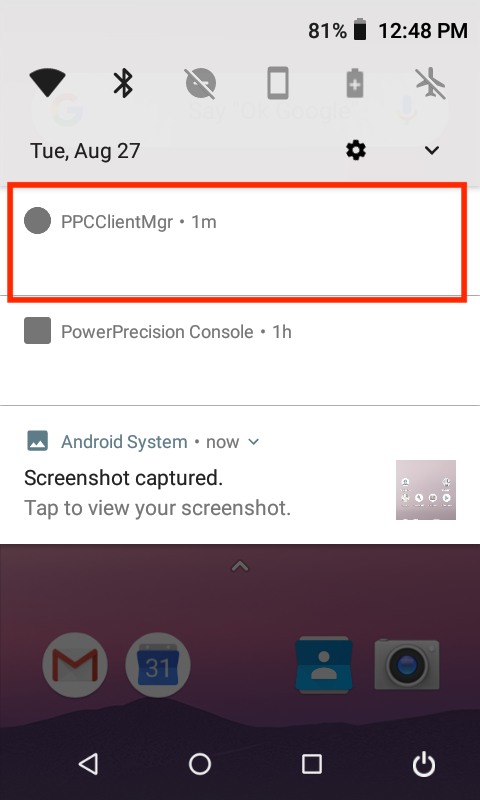 81% 12:48 PM
Say "Ok Google"
Tue, Aug 27
PPCClientMgr • 1m
PowerPrecision Console • 1h
Android System • now
Screenshot captured.
Tap to view your screenshot.
31